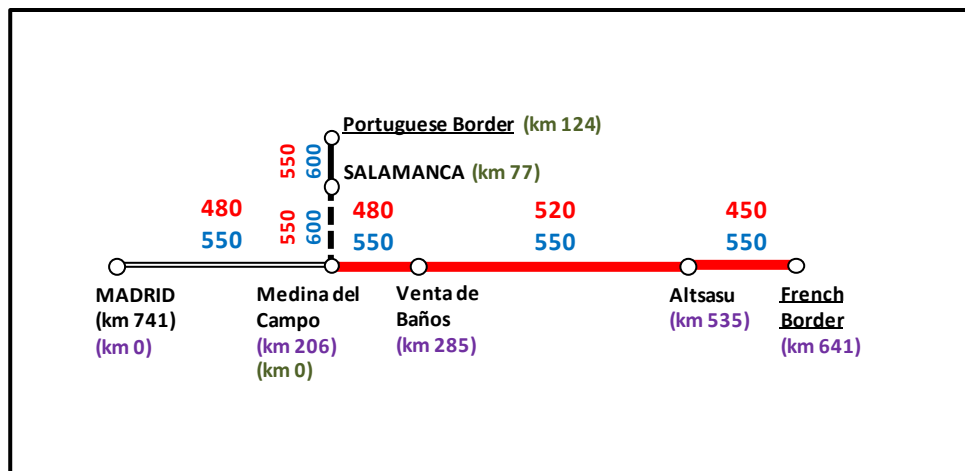 Portuguese Border (km 124)
550
600
SALAMANCA (km 77)
480
550
550
600
480
550
520
550
450
550
MADRID
(km 741)
(km 0)
Medina del
Campo
(km 206)
(km 0)
Venta de
Baños
(km 285)
Altsasu
(km 535)
French
Border
(km 641)